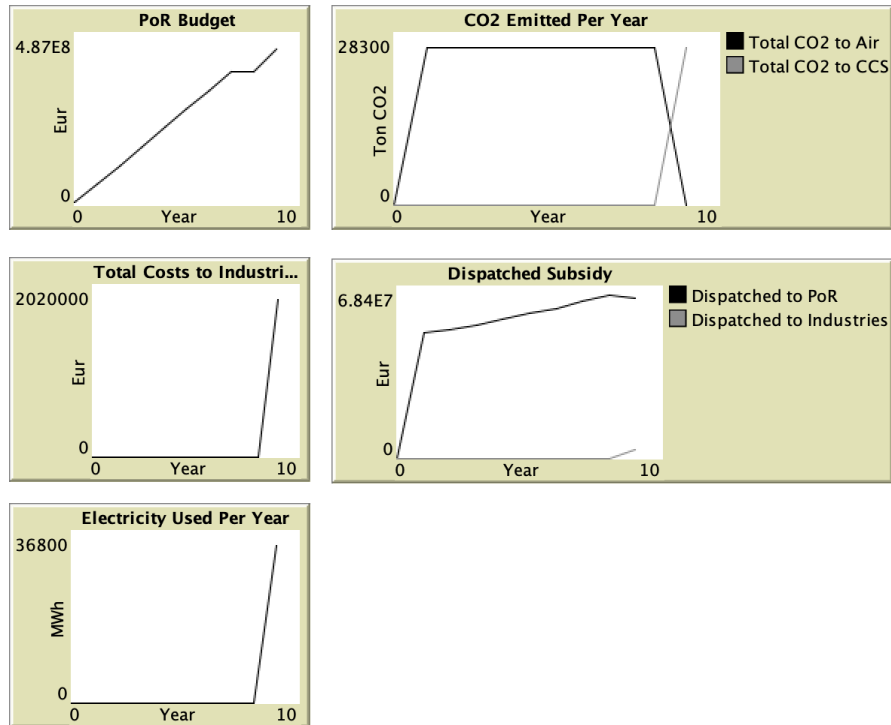 PoR Budget
4.87E8
Eur
0
0
Year
10
CO2 Emitted Per Year
28300
Ton CO2
0
0
Year
10
Total CO2 to Air
Total CO2 to CCS
Total Costs to Industri...
2020000
Eur
0
0
Year
10
Dispatched Subsidy
6.84E7
Eur
0
0
Year
10
Dispatched to PoR
Dispatched to Industries
Electricity Used Per Year
36800
MWh
0
0
Year
10